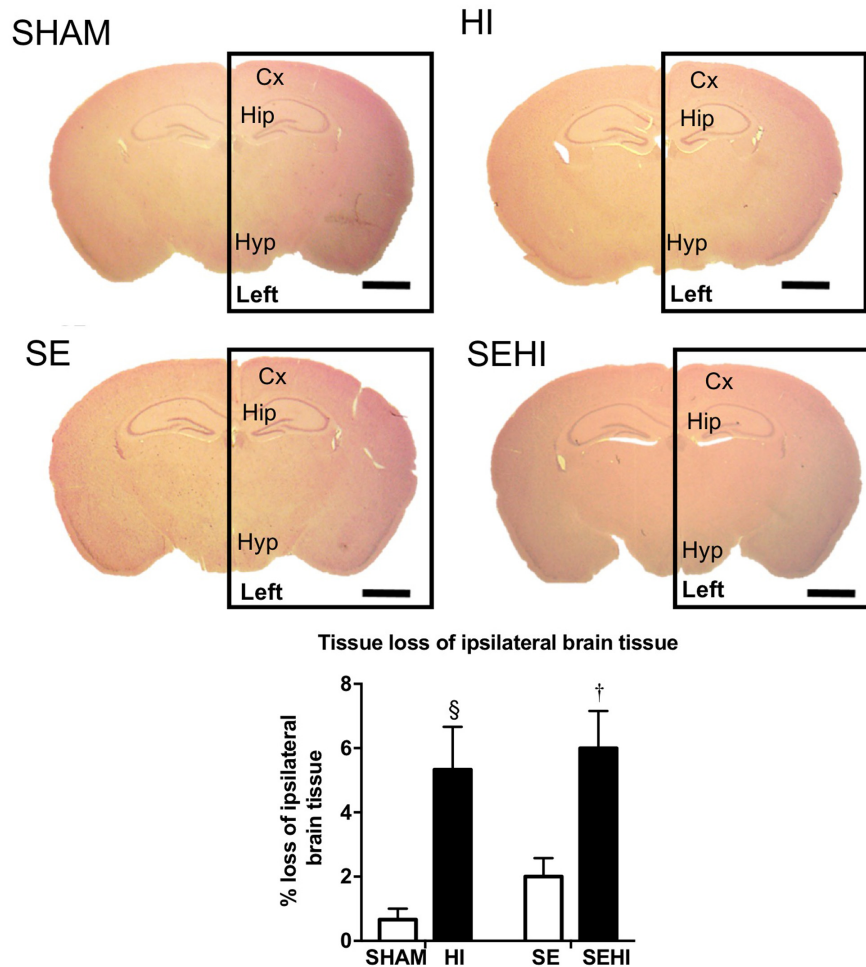 SHAM
Cx
Hip
Hyp
Left
HI
Cx
Hip
Hyp
Left
SE
Cx
Hip
Hyp
Left
SEHI
Cx
Hip
Hyp
Left
Tissue loss of ipsilateral brain tissue
% loss of ipsilateral
brain tissue
8
6
4
2
0
§
†
SHAM HI SE SEHI